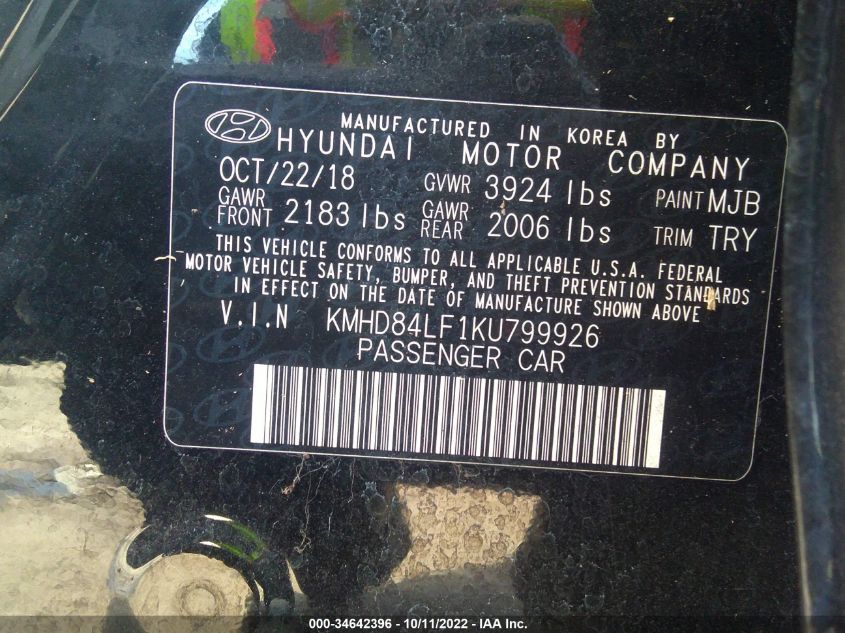 MANUFACTURED IN KOREA BY
HYUNDAI MOTOR COMPANY
OCT/22/18 GVWR 3924 lbs PAINT MJB
GAWR FRONT 2183 lbs GAWR REAR 2006 lbs TRIM TRY
THIS VEHICLE CONFORMS TO ALL APPLICABLE U.S.A. FEDERAL
MOTOR VEHICLE SAFETY, BUMPER, AND THEFT PREVENTION STANDARDS
IN EFFECT ON THE DATE OF MANUFACTURE SHOWN ABOVE
V.I.N KMHD84LF1KU799926
PASSENGER CAR
000-34642396 - 10/11/2022 - IAA Inc.